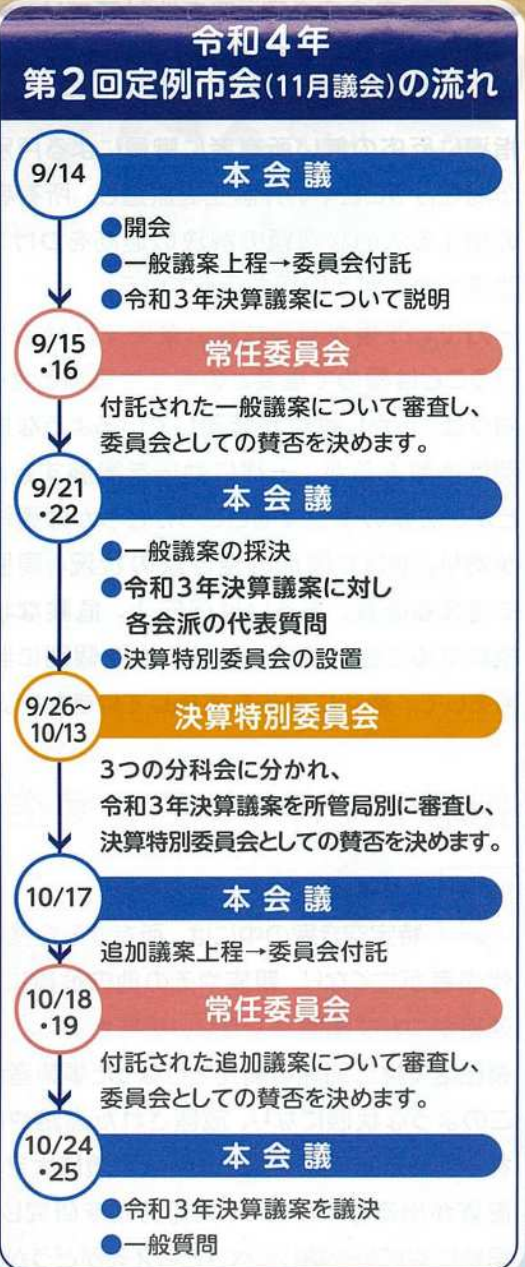 令和4年
第2回定例市会(11月議会)の流れ
9/14
本会議
●開会
●一般議案上程→委員会付託
●令和3年決算議案について説明
9/15
・16
常任委員会
付託された一般議案について審査し、
委員会としての賛否を決めます。
9/21
・22
本会議
●一般議案の採決
●令和3年決算議案に対し
各会派の代表質問
●決算特別委員会の設置
9/26～
10/13
決算特別委員会
3つの分科会に分かれ、
令和3年決算議案を所管局別に審査し、
決算特別委員会としての賛否を決めます。
10/17
本会議
追加議案上程→委員会付託
10/18
・19
常任委員会
付託された追加議案について審査し、
委員会としての賛否を決めます。
10/24
・25
本会議
●令和3年決算議案を議決
●一般質問